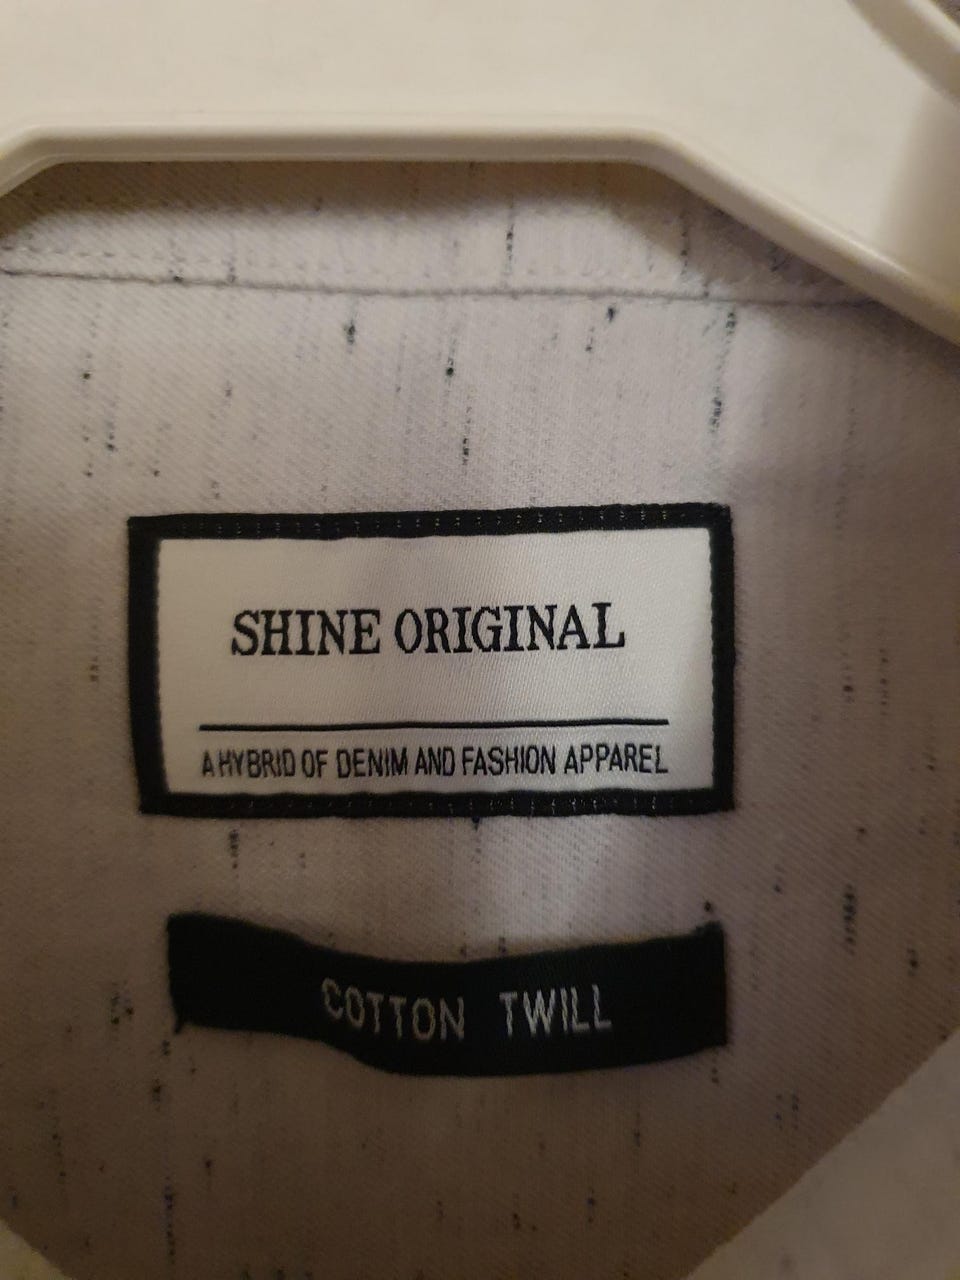 SHINE ORIGINAL
A HYBRID OF DENIM AND FASHION APPAREL
COTTON TWILL